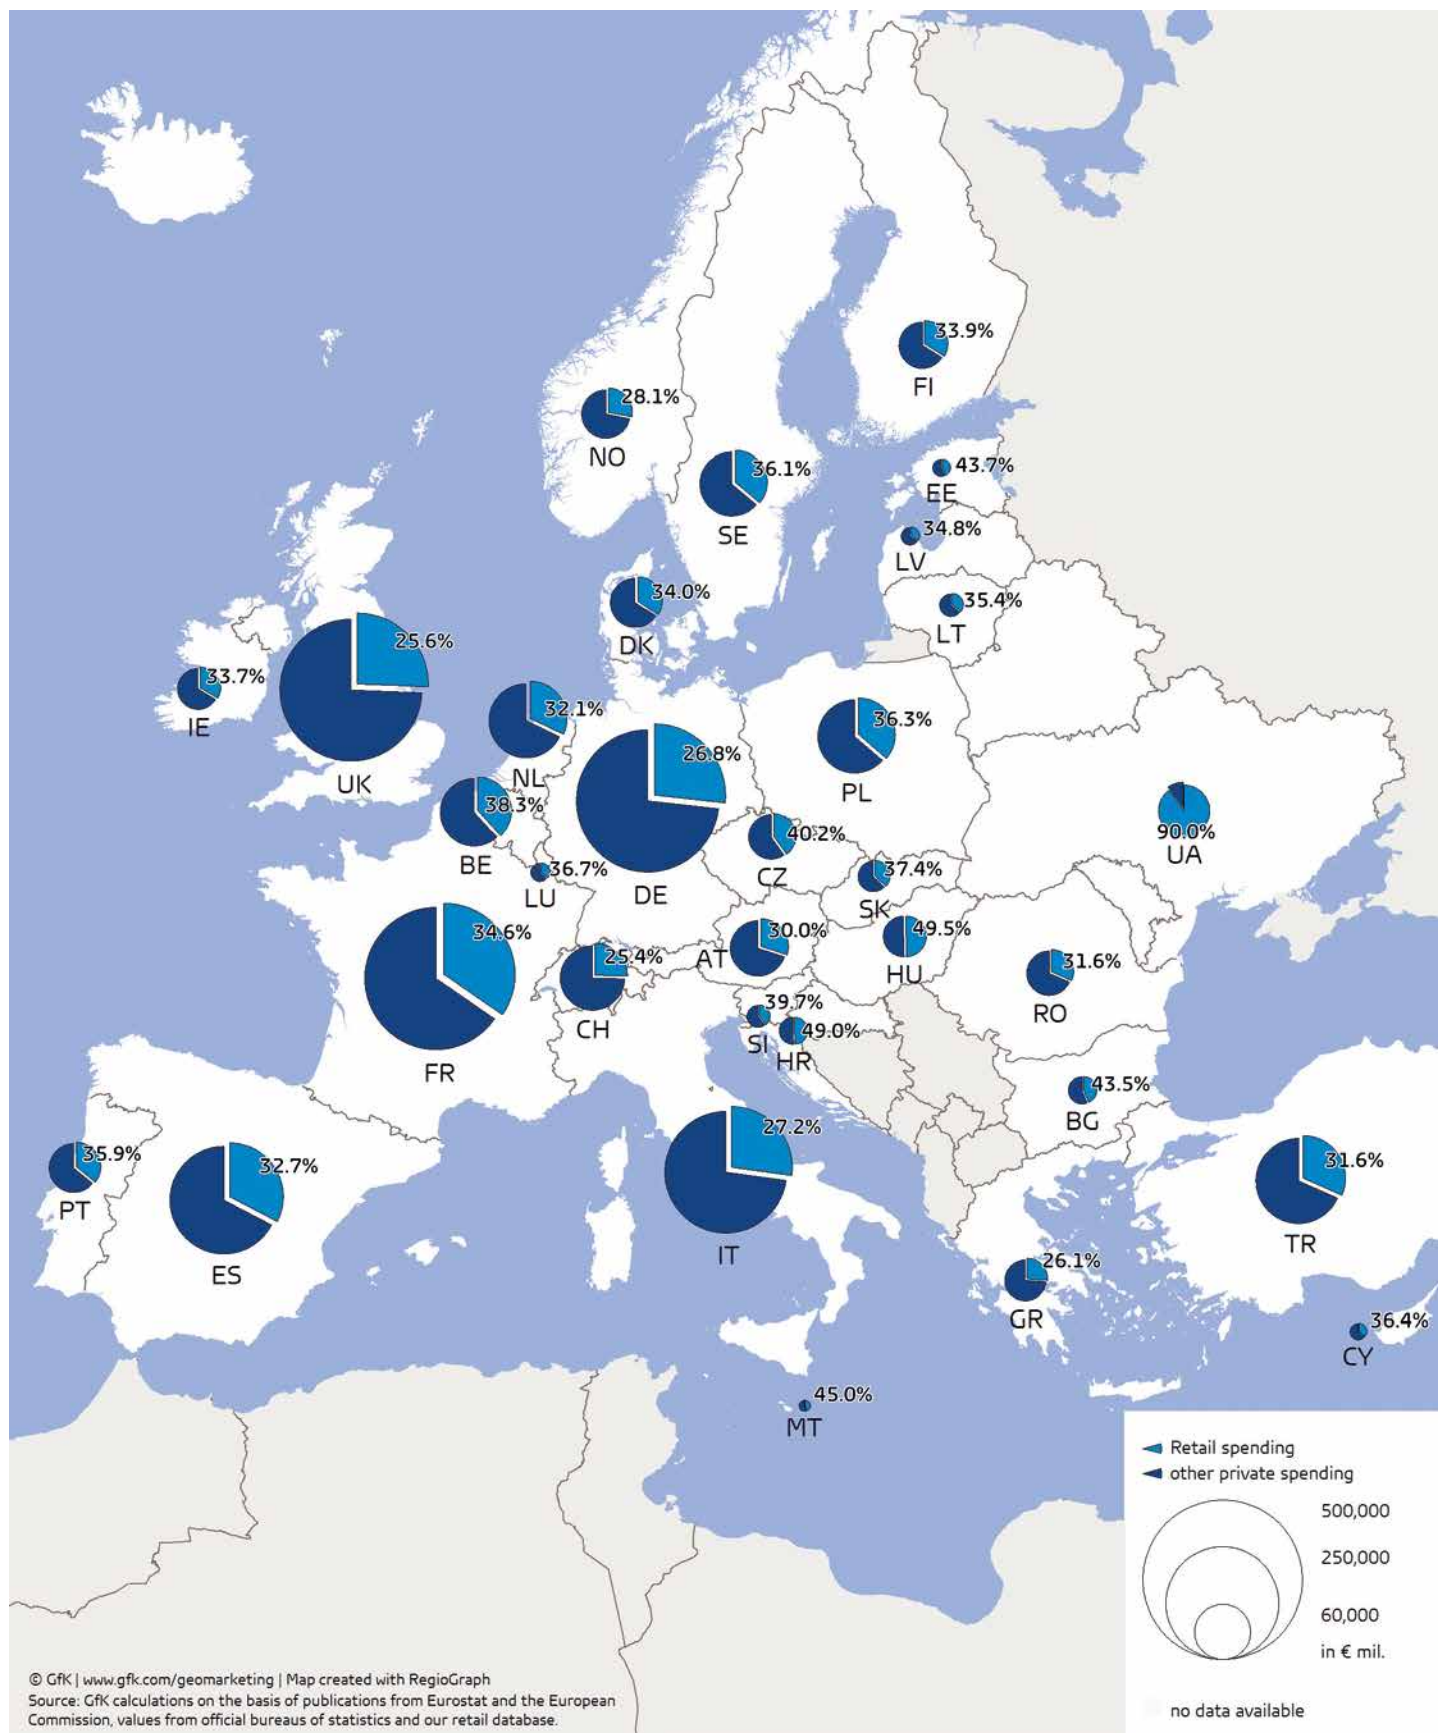 33.9%
FI
28.1%
NO
36.1%
SE
43.7%
EE
34.8%
LV
35.4%
LT
34.0%
DK
25.6%
UK
33.7%
IE
32.1%
NL
26.8%
DE
36.3%
PL
90.0%
UA
38.3%
BE
36.7%
LU
40.2%
CZ
37.4%
SK
34.6%
FR
25.4%
CH
30.0%
AT
49.5%
HU
31.6%
RO
39.7%
SI
49.0%
HR
43.5%
BG
35.9%
PT
32.7%
ES
27.2%
IT
31.6%
TR
26.1%
GR
36.4%
CY
45.0%
MT
Retail spending
other private spending
500,000
250,000
60,000
in € mil.
no data available
© GfK | www.gfk.com/geomarketing | Map created with RegioGraph
Source: GfK calculations on the basis of publications from Eurostat and the European
Commission, values from official bureaus of statistics and our retail database.